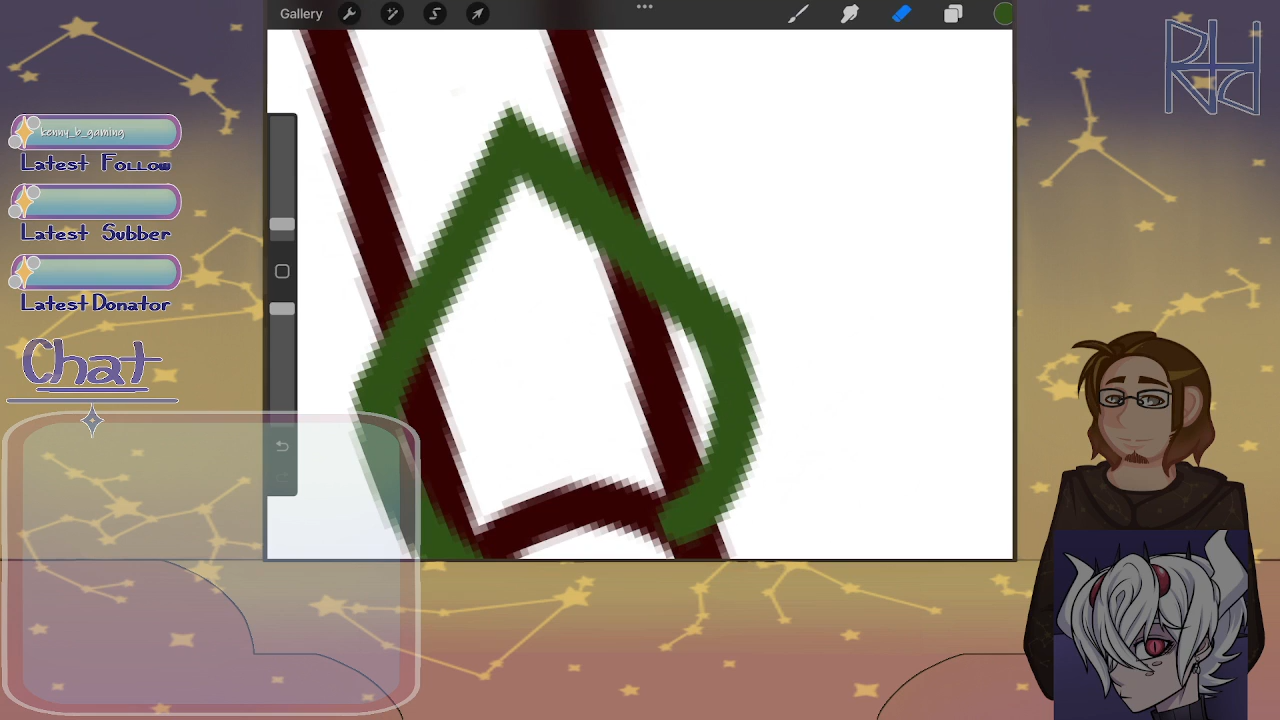 Gallery
kenny_b_gaming
Latest Follow
Latest Subber
Latest Donator
Chat